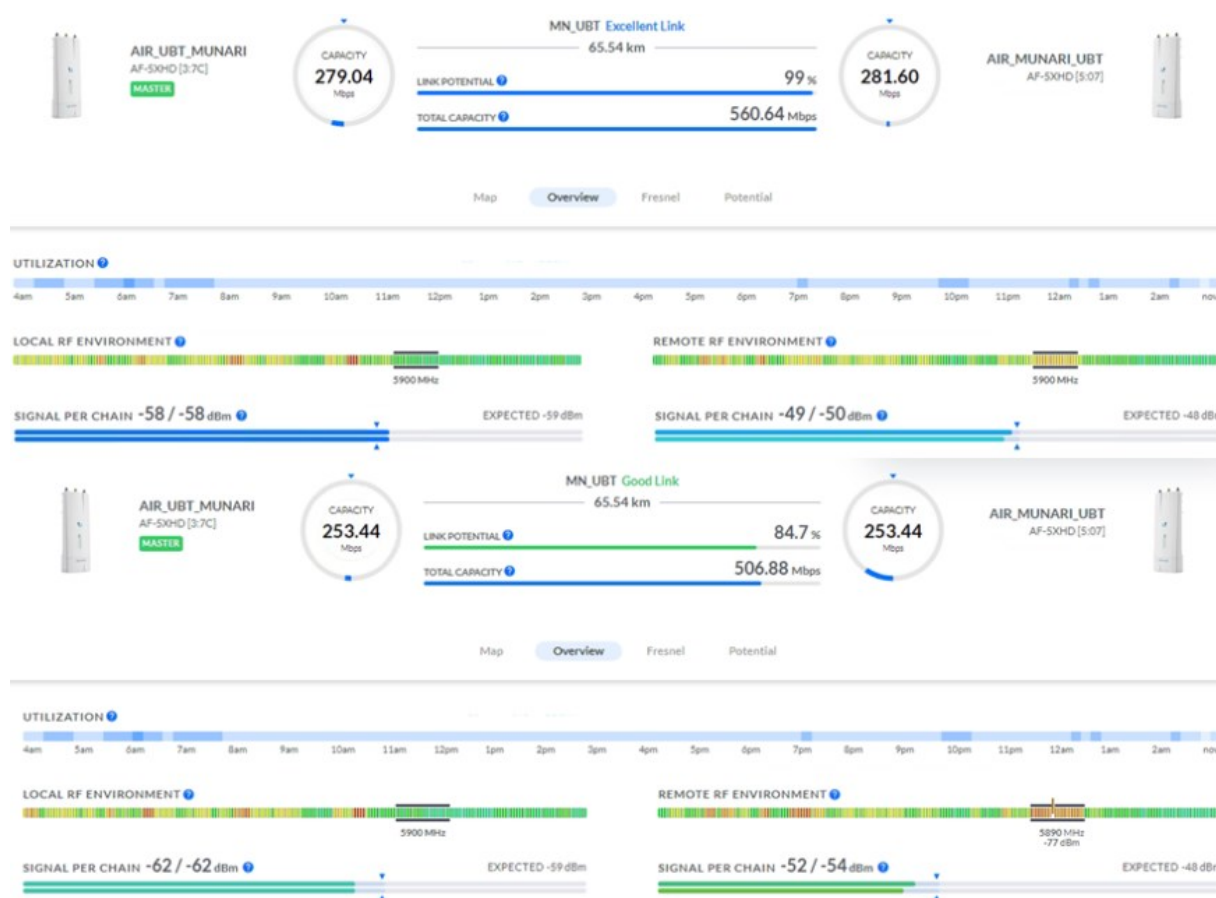 MN_UBT Excellent Link
65.54 km
AIR_UBT_MUNARI
AF-5XHD [3:7C]
MASTER
CAPACITY
279.04
Mbps
LINK POTENTIAL ? 99 %
TOTAL CAPACITY ? 560.64 Mbps
CAPACITY
281.60
Mbps
AIR_MUNARI_UBT
AF-5XHD [5:07]
Map Overview Fresnel Potential
UTILIZATION ?
4am 5am 6am 7am 8am 9am 10am 11am 12pm 1pm 2pm 3pm 4pm 5pm 6pm 7pm 8pm 9pm 10pm 11pm 12am 1am 2am now
LOCAL RF ENVIRONMENT ? REMOTE RF ENVIRONMENT ?
5900 MHz 5900 MHz
SIGNAL PER CHAIN -58 / -58 dBm ? EXPECTED -59 dBm SIGNAL PER CHAIN -49 / -50 dBm ? EXPECTED -48 dBm
MN_UBT Good Link
65.54 km
AIR_UBT_MUNARI
AF-5XHD [3:7C]
MASTER
CAPACITY
253.44
Mbps
LINK POTENTIAL ? 84.7 %
TOTAL CAPACITY ? 506.88 Mbps
CAPACITY
253.44
Mbps
AIR_MUNARI_UBT
AF-5XHD [5:07]
Map Overview Fresnel Potential
UTILIZATION ?
4am 5am 6am 7am 8am 9am 10am 11am 12pm 1pm 2pm 3pm 4pm 5pm 6pm 7pm 8pm 9pm 10pm 11pm 12am 1am 2am now
LOCAL RF ENVIRONMENT ? REMOTE RF ENVIRONMENT ?
5900 MHz 5890 MHz
-77 dBm
SIGNAL PER CHAIN -62 / -62 dBm ? EXPECTED -59 dBm SIGNAL PER CHAIN -52 / -54 dBm ? EXPECTED -48 dBm